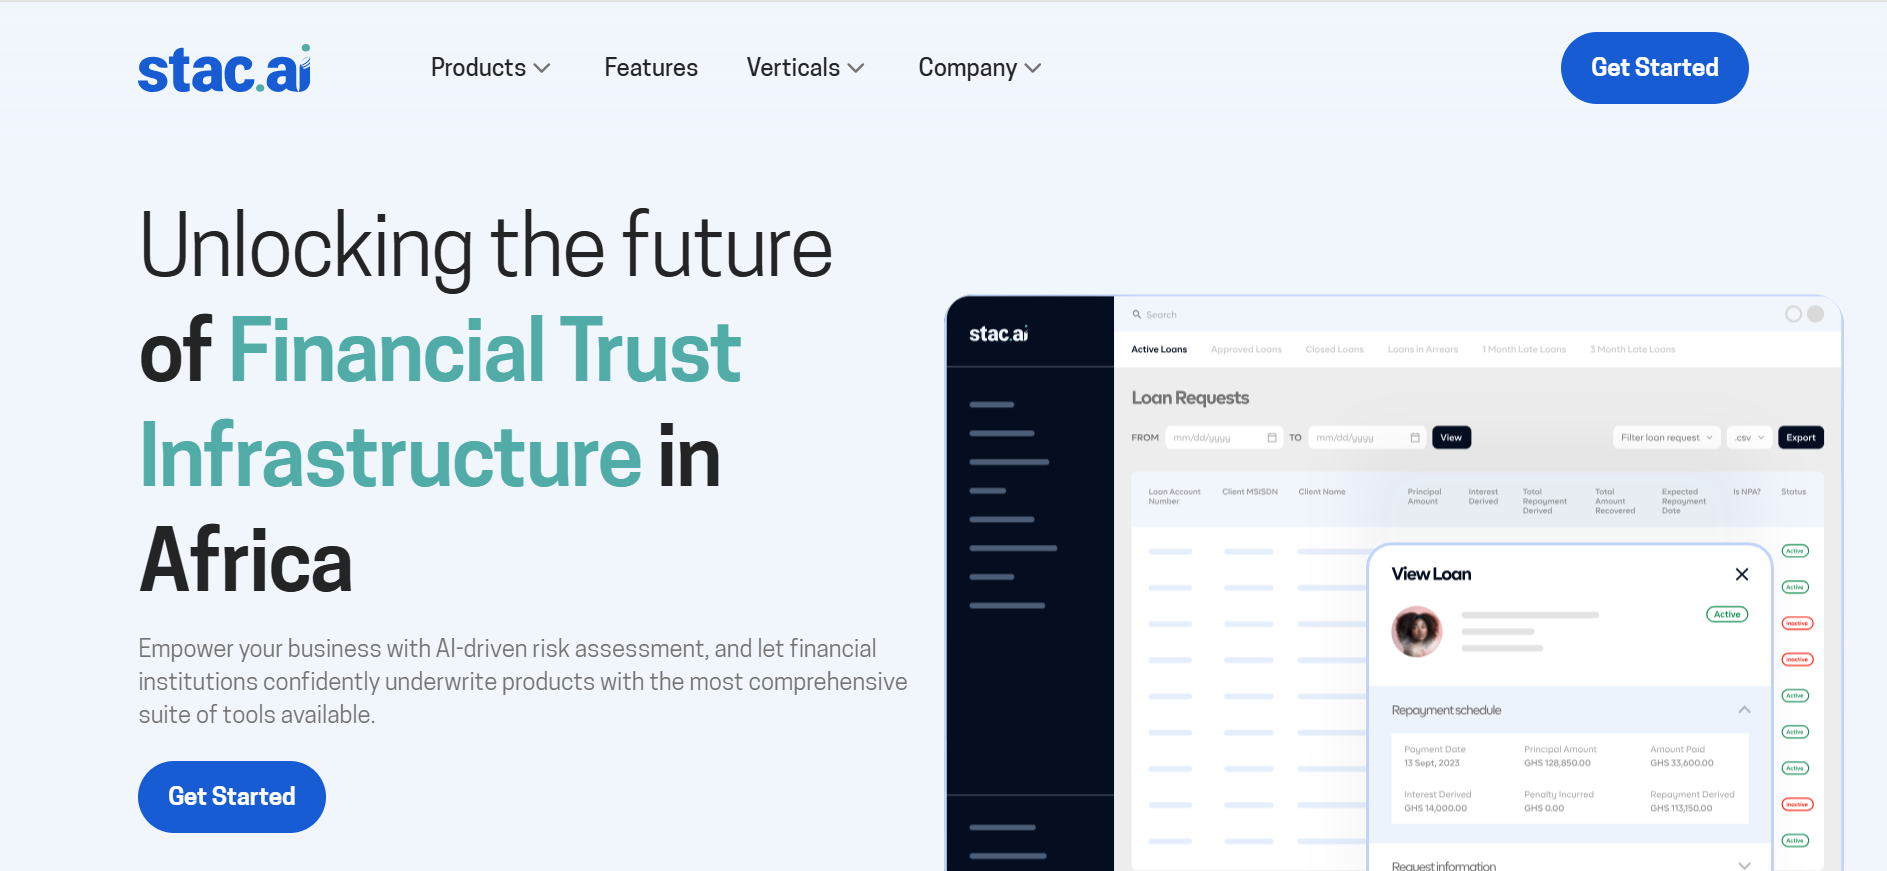 stac.ai
Products
Features
Verticals
Company
Get Started
Unlocking the future
of Financial Trust
Infrastructure in
Africa
Empower your business with AI-driven risk assessment, and let financial
institutions confidently underwrite products with the most comprehensive
suite of tools available.
Get Started
stac.ai
Search
Active Loans
Approved Loans
Closed Loans
Loans in Arrears
1 Month Late Loans
3 Month Late Loans
Loan Requests
FROM
mm/dd/yyyy
TO
mm/dd/yyyy
View
Filter loan request
.csv
Export
Loan Account
Number
Client MSISDN
Client Name
Principal
Amount
Interest
Derived
Total
Repayment
Derived
Total
Amount
Recovered
Expected
Repayment
Date
Is NPA?
Status
Active
Active
Inactive
Inactive
Active
Active
Active
Inactive
Active
View Loan
Active
Repayment schedule
Payment Date
13 Sept, 2023
Principal Amount
GHS 128,850.00
Amount Paid
GHS 33,600.00
Interest Derived
GHS 14,000.00
Penalty Incurred
GHS 0.00
Repayment Derived
GHS 113,150.00
Request information